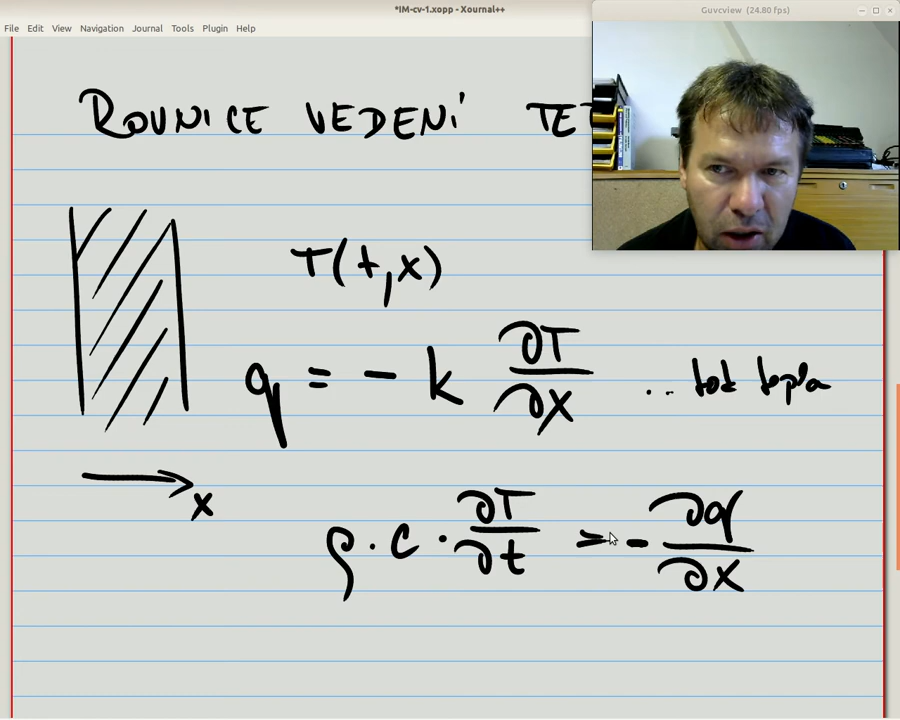 *IM-cv-1.xopp - Xournal++
Guvcview (24.80 fps)
File Edit View Navigation Journal Tools Plugin Help
ROVNICE VEDENÍ
T(t,x)
q = - k ∂T/∂x .. tok tepla
x
ρ · c · ∂T/∂t = - ∂q/∂x